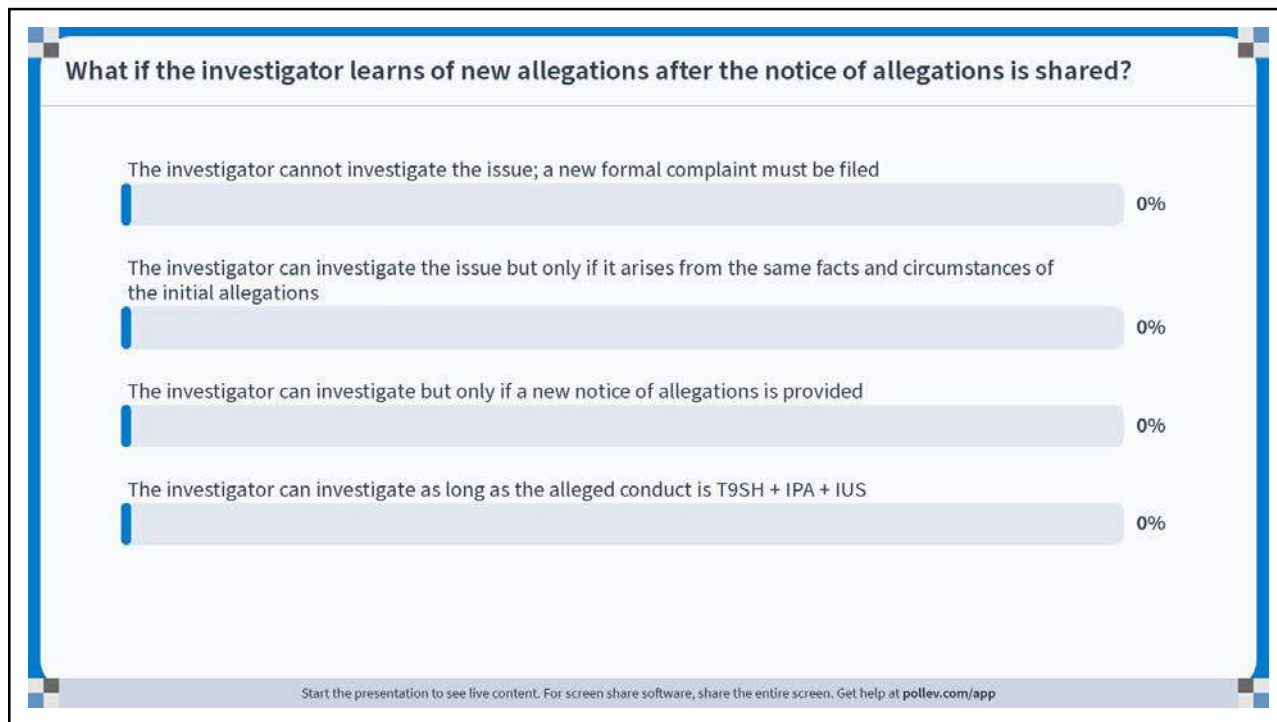 What if the investigator learns of new allegations after the notice of allegations is shared?
The investigator cannot investigate the issue; a new formal complaint must be filed
0%
The investigator can investigate the issue but only if it arises from the same facts and circumstances of
the initial allegations
0%
The investigator can investigate but only if a new notice of allegations is provided
0%
The investigator can investigate as long as the alleged conduct is T9SH + IPA + IUS
0%
Start the presentation to see live content. For screen share software, share the entire screen. Get help at pollev.com/app